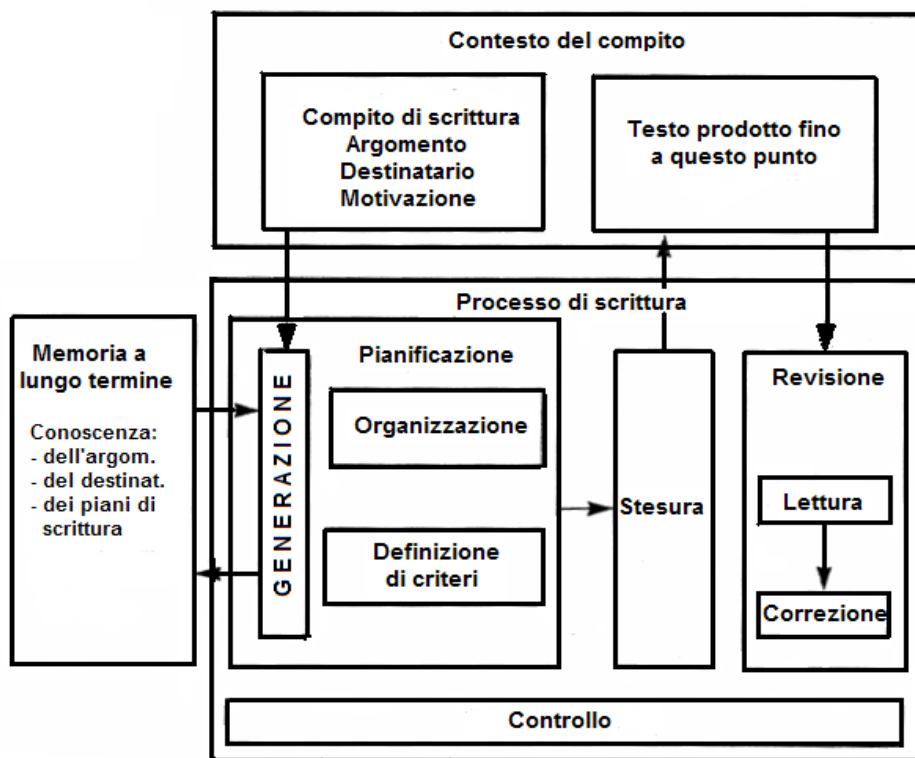 Contesto del compito
Compito di scrittura
Argomento
Destinatario
Motivazione
Testo prodotto fino
a questo punto
Processo di scrittura
Memoria a
lungo termine
Conoscenza:
- dell'argom.
- del destinat.
- dei piani di
scrittura
GENERAZIONE
Pianificazione
Organizzazione
Definizione
di criteri
Stesura
Revisione
Lettura
Correzione
Controllo